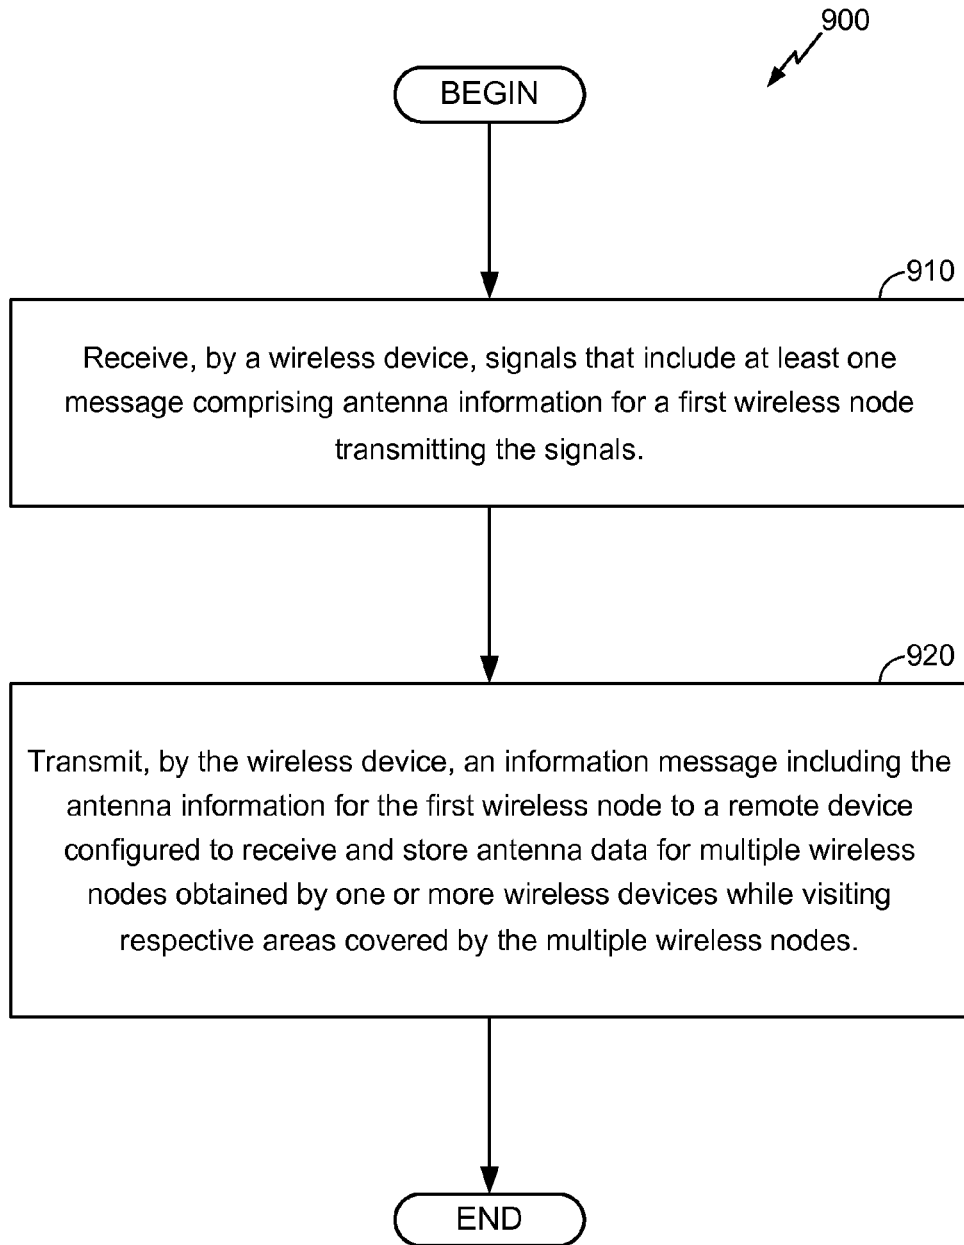 900
BEGIN
910
Receive, by a wireless device, signals that include at least one
message comprising antenna information for a first wireless node
transmitting the signals.
920
Transmit, by the wireless device, an information message including the
antenna information for the first wireless node to a remote device
configured to receive and store antenna data for multiple wireless
nodes obtained by one or more wireless devices while visiting
respective areas covered by the multiple wireless nodes.
END